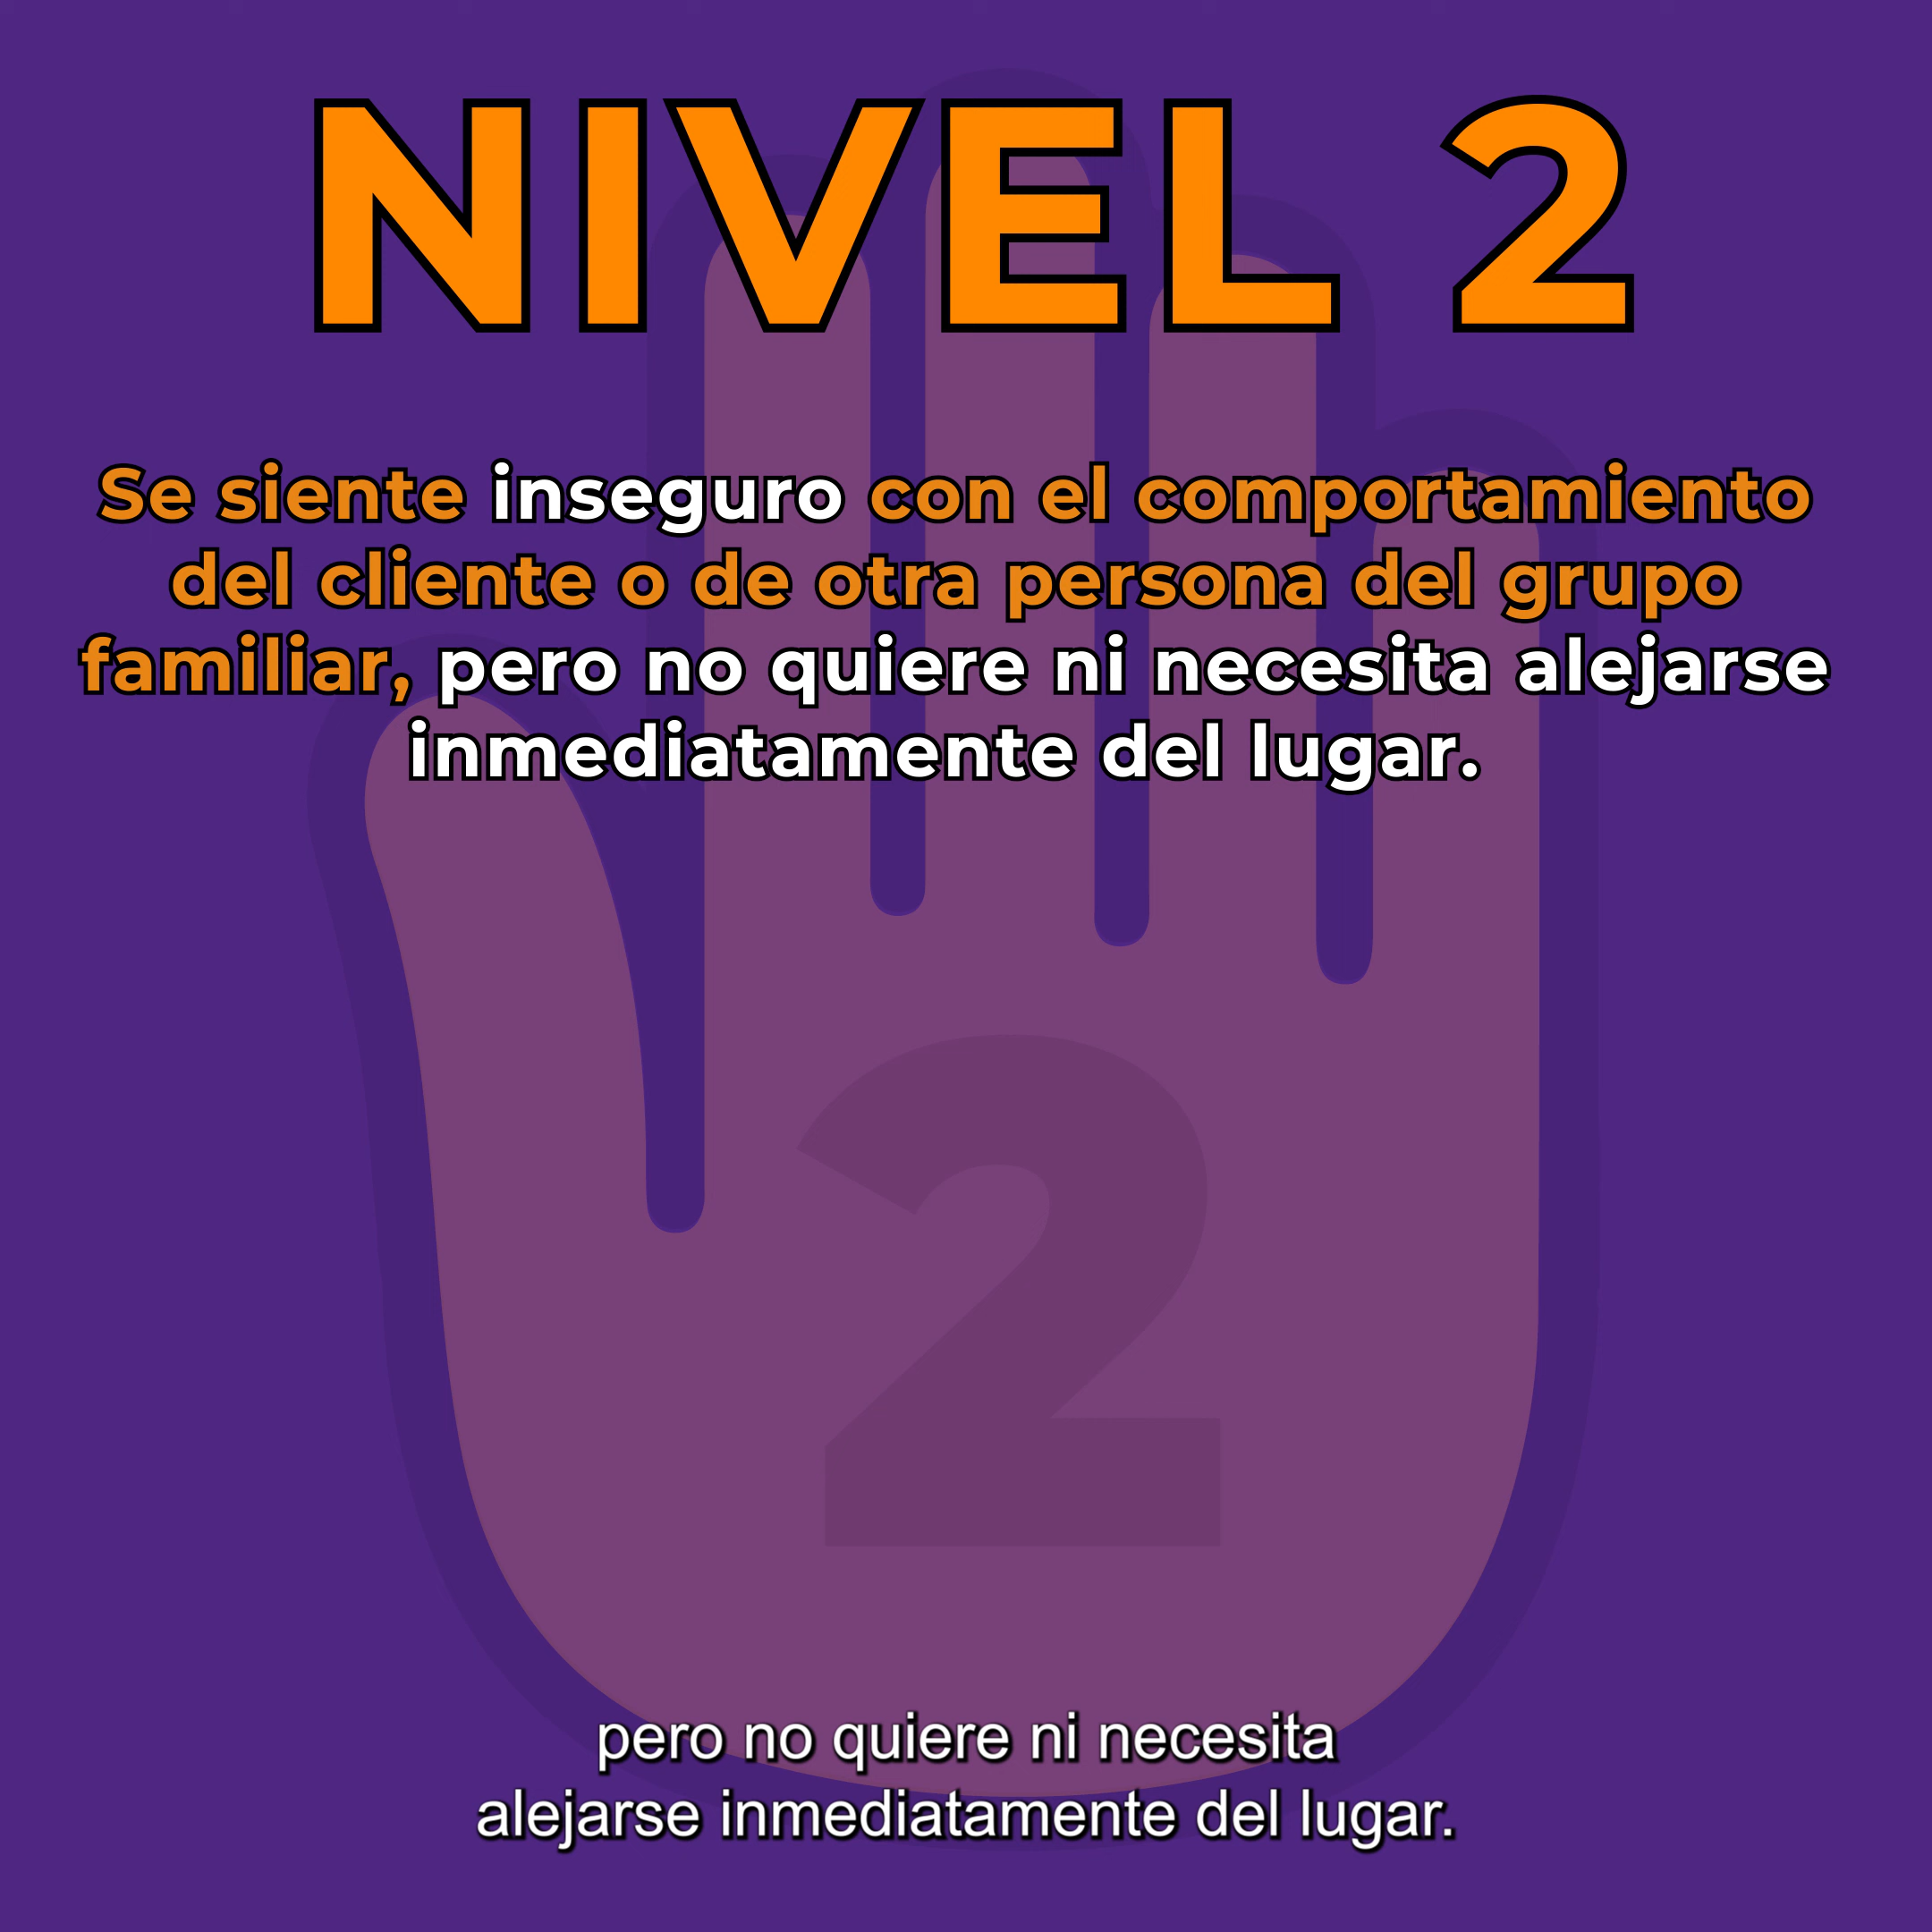 NIVEL 2
Se siente inseguro con el comportamiento
del cliente o de otra persona del grupo
familiar, pero no quiere ni necesita alejarse
inmediatamente del lugar.
2
pero no quiere ni necesita
alejarse inmediatamente del lugar.